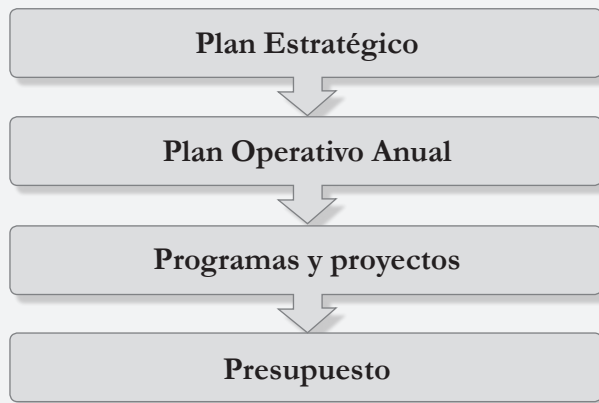 Plan Estratégico
Plan Operativo Anual
Programas y proyectos
Presupuesto